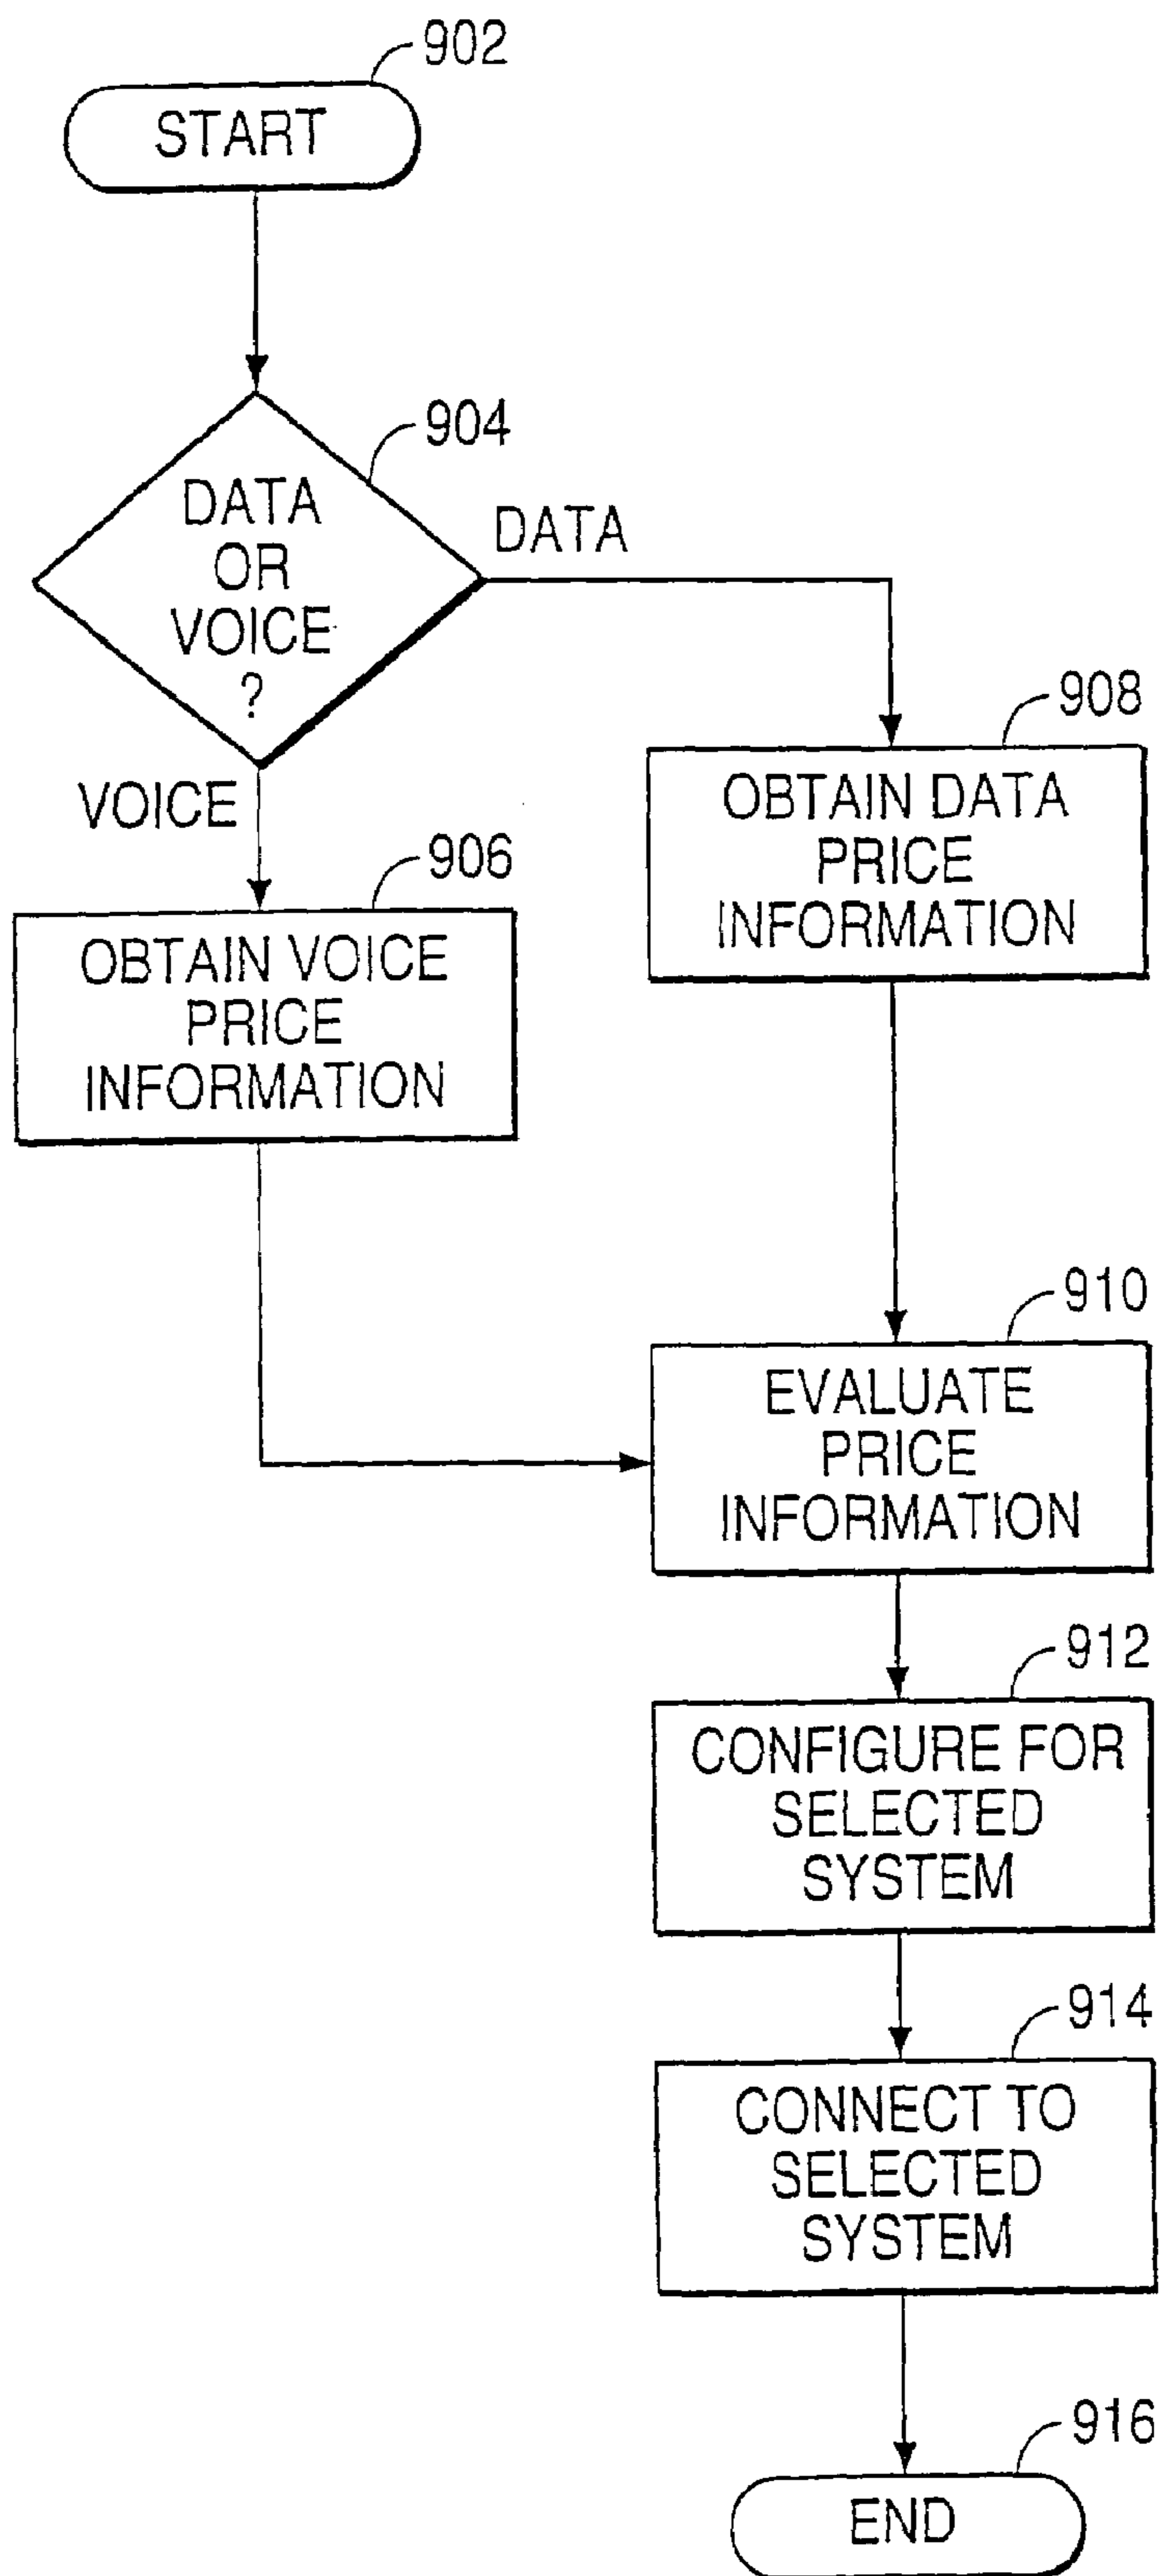 902
START
904
DATA
OR
VOICE
?
DATA
VOICE
908
OBTAIN DATA
PRICE
INFORMATION
906
OBTAIN VOICE
PRICE
INFORMATION
910
EVALUATE
PRICE
INFORMATION
912
CONFIGURE FOR
SELECTED
SYSTEM
914
CONNECT TO
SELECTED
SYSTEM
916
END